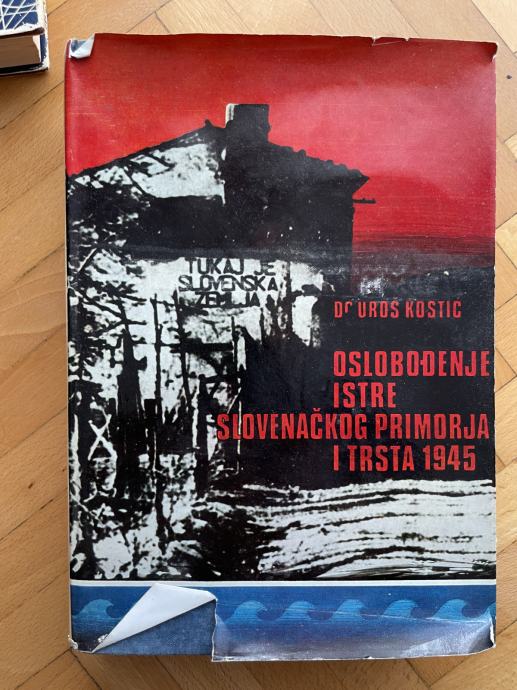 TUKAJ JE
SLOVENSKA
ZEMLJA
DR UROŠ KOSTIĆ
OSLOBOĐENJE
ISTRE
SLOVENAČKOG PRIMORJA
I TRSTA 1945